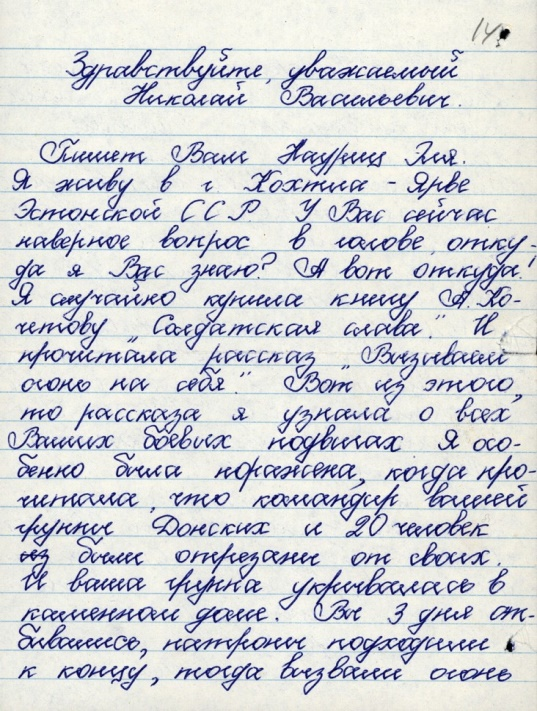 14.
Здравствуйте, уважаемый
Николай Васильевич.
Пишет Вам Науриц Эля.
Я живу в г Кохтла - Ярве
Эстонской ССР У Вас сейчас
наверное вопрос в голове, отку-
да я Вас знаю? А вот откуда!
Я случайно купила книгу А. Ко-
четову „Солдатская слава". И
прочитала рассказ „Вызываем
огонь на себя". Вот из этого,
то рассказа я узнала о всех
Ваших боевых подвигах Я осо-
бенно была поражена, когда про-
читала, что командир вашей
группы Донских и 20 человек
были отрезаны от своих.
И ваша группа укрывалась в
каменном доме. Вы 3 дня от-
бивались, патроны подходили
к концу, тогда вызвали огонь